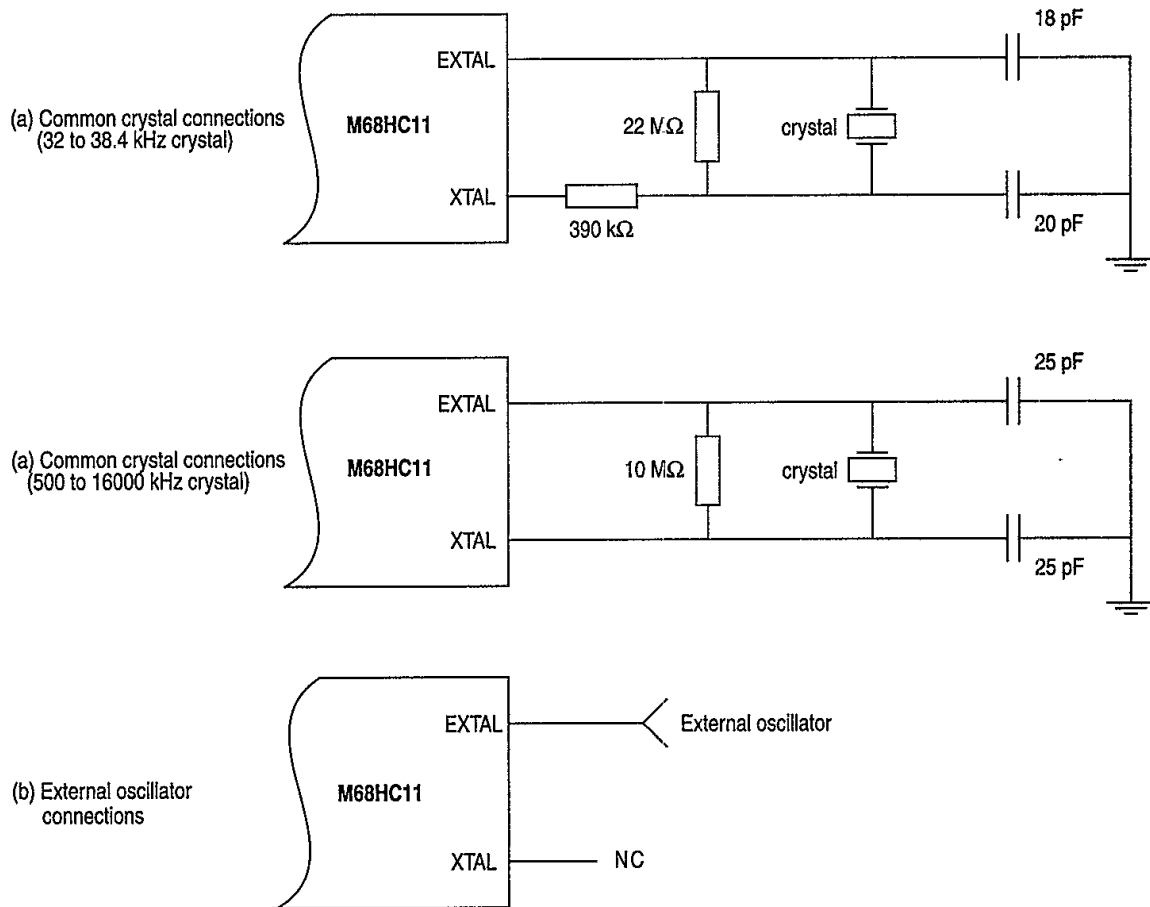 18 pF
EXTAL
(a) Common crystal connections
(32 to 38.4 kHz crystal)
M68HC11
22 MΩ
crystal
XTAL
390 kΩ
20 pF
25 pF
EXTAL
(a) Common crystal connections
(500 to 16000 kHz crystal)
M68HC11
10 MΩ
crystal
XTAL
25 pF
EXTAL
External oscillator
(b) External oscillator
connections
M68HC11
XTAL
NC